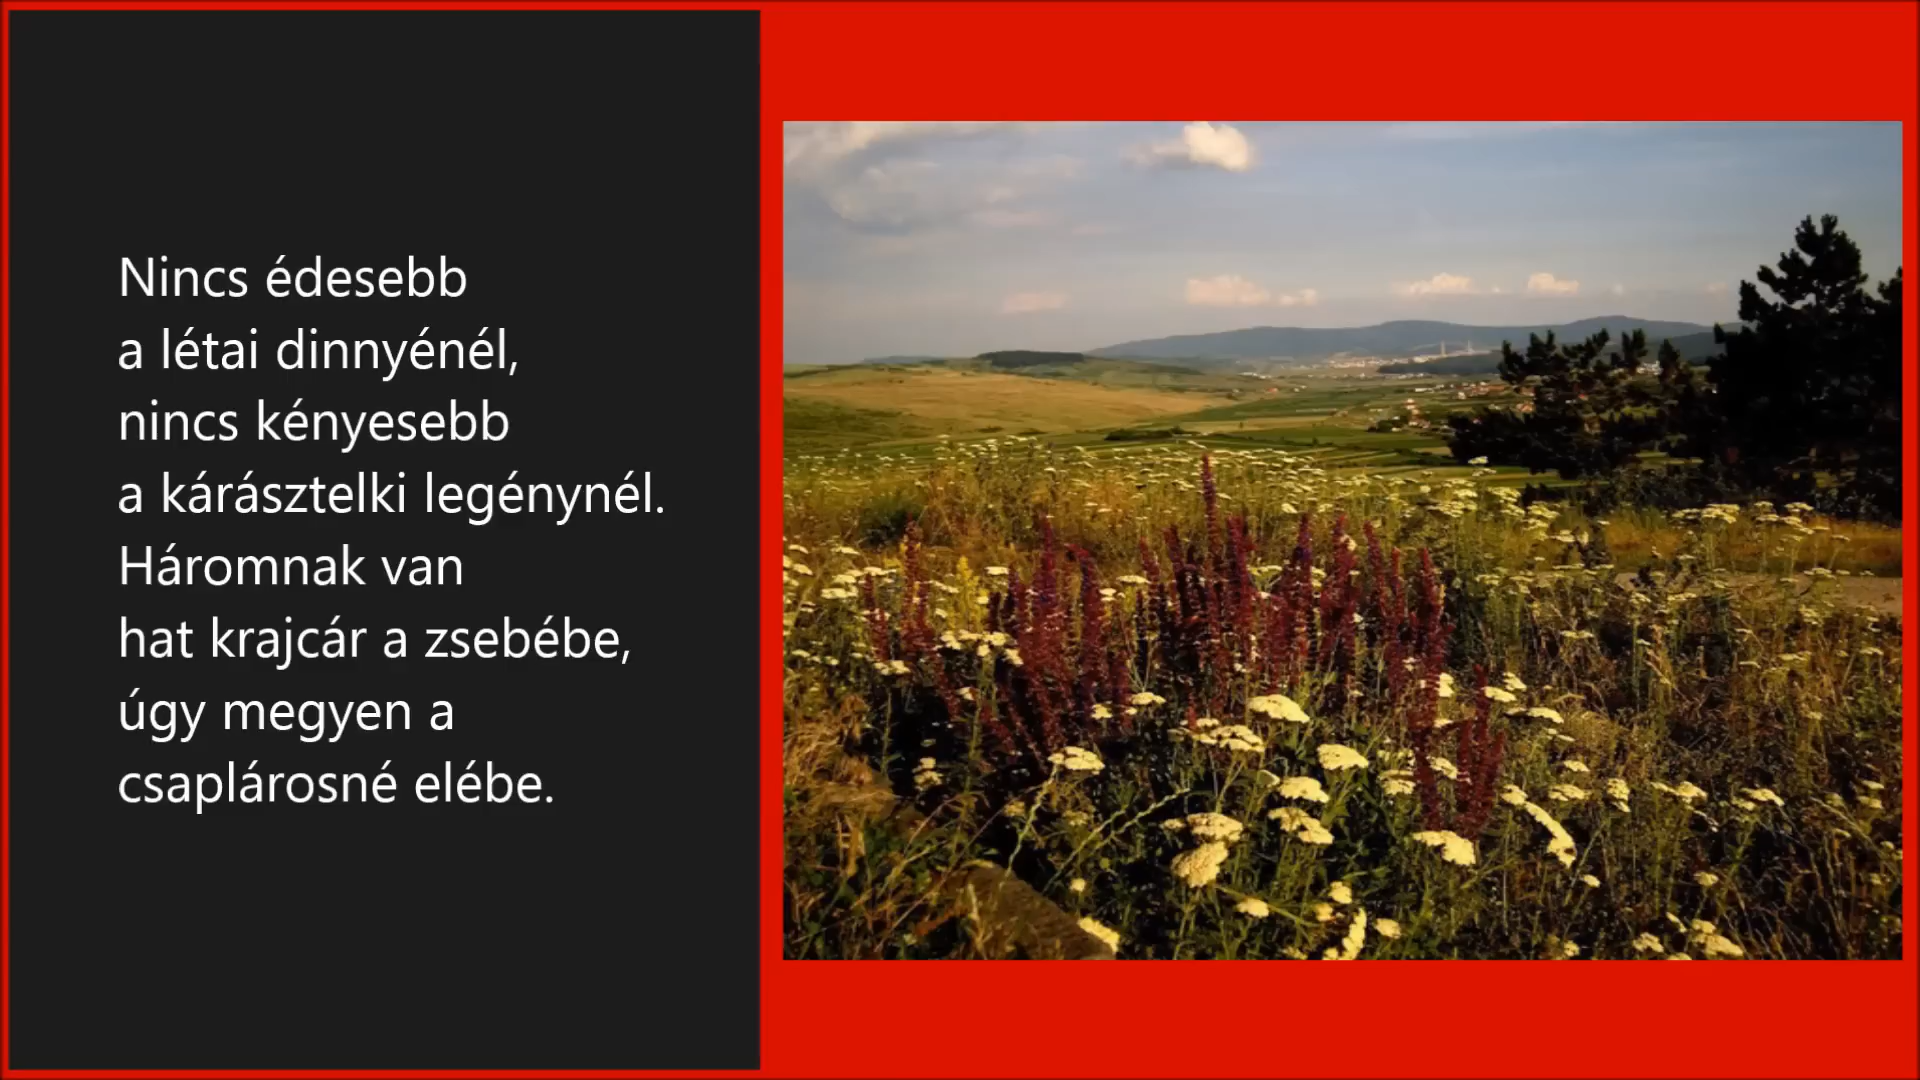 Nincs édesebb
a létai dinnyénél,
nincs kényesebb
a kárásztelki legénynél.
Háromnak van
hat krajcár a zsebébe,
úgy megyen a
csaplárosné elébe.